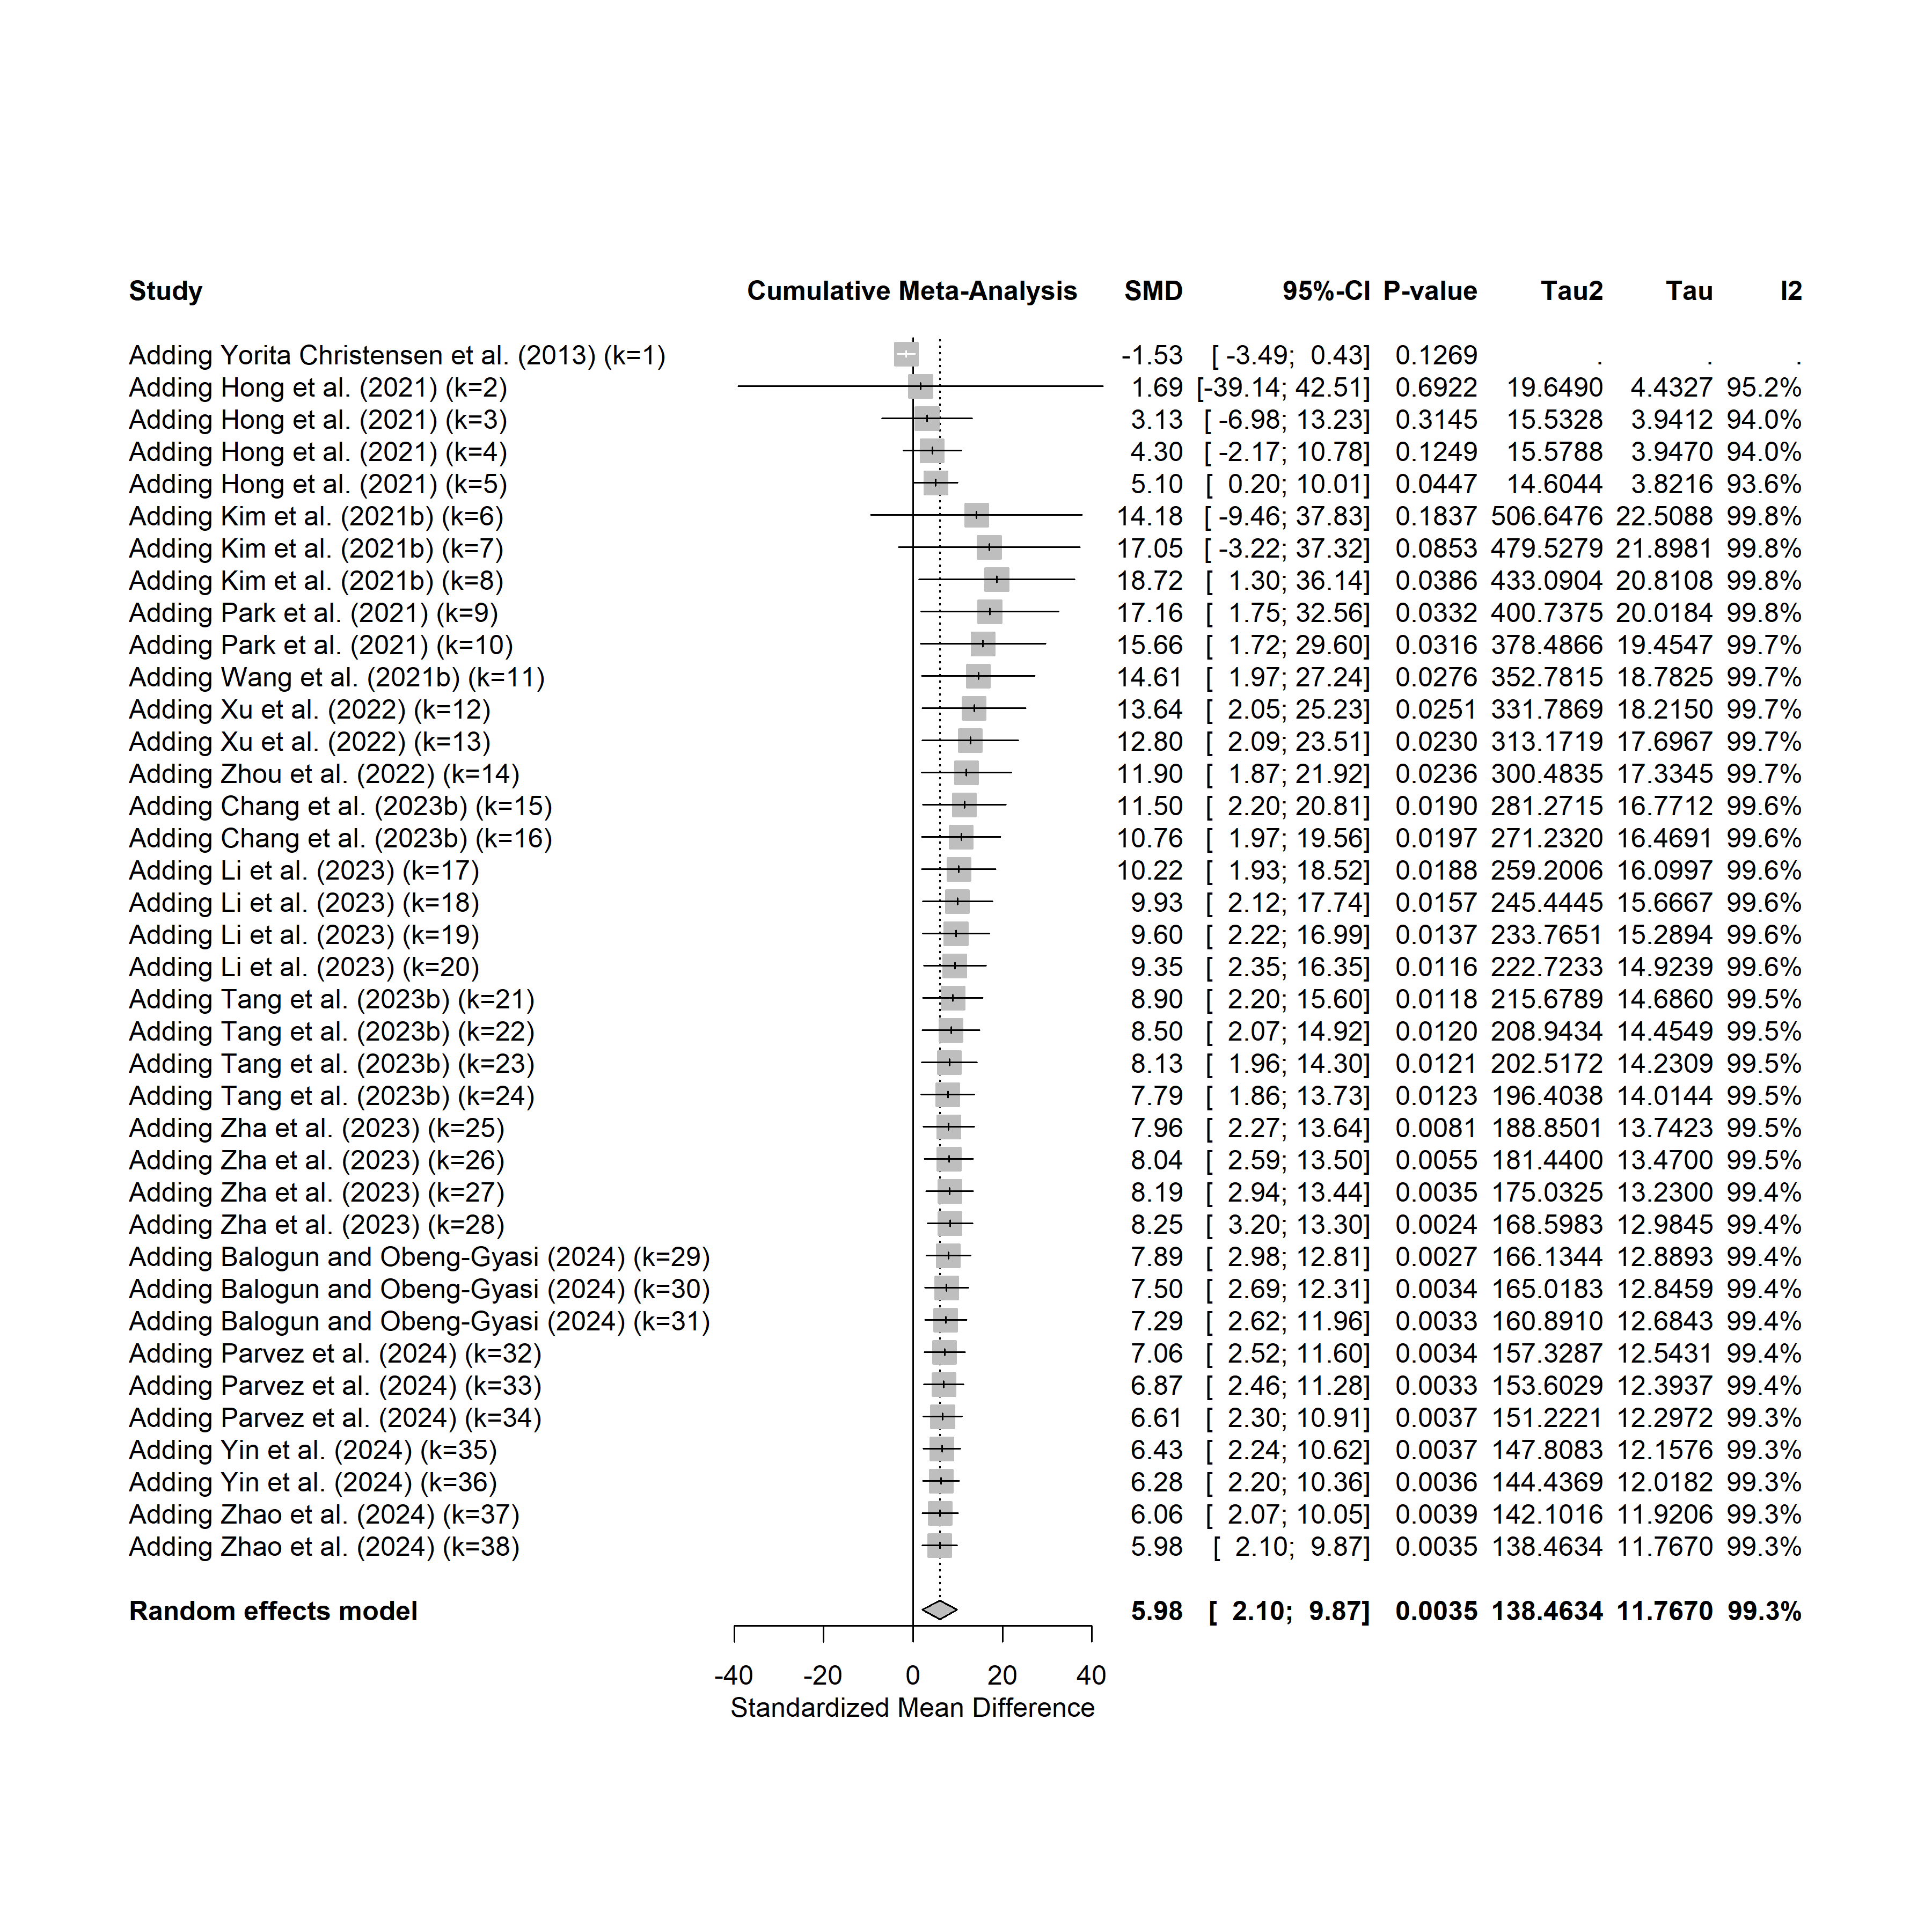 Study Cumulative Meta-Analysis SMD 95%-CI P-value Tau2 Tau I2
Adding Yorita Christensen et al. (2013) (k=1) -1.53 [ -3.49; 0.43] 0.1269 . . .
Adding Hong et al. (2021) (k=2) 1.69 [-39.14; 42.51] 0.6922 19.6490 4.4327 95.2%
Adding Hong et al. (2021) (k=3) 3.13 [ -6.98; 13.23] 0.3145 15.5328 3.9412 94.0%
Adding Hong et al. (2021) (k=4) 4.30 [ -2.17; 10.78] 0.1249 15.5788 3.9470 94.0%
Adding Hong et al. (2021) (k=5) 5.10 [ 0.20; 10.01] 0.0447 14.6044 3.8216 93.6%
Adding Kim et al. (2021b) (k=6) 14.18 [ -9.46; 37.83] 0.1837 506.6476 22.5088 99.8%
Adding Kim et al. (2021b) (k=7) 17.05 [ -3.22; 37.32] 0.0853 479.5279 21.8981 99.8%
Adding Kim et al. (2021b) (k=8) 18.72 [ 1.30; 36.14] 0.0386 433.0904 20.8108 99.8%
Adding Park et al. (2021) (k=9) 17.16 [ 1.75; 32.56] 0.0332 400.7375 20.0184 99.8%
Adding Park et al. (2021) (k=10) 15.66 [ 1.72; 29.60] 0.0316 378.4866 19.4547 99.7%
Adding Wang et al. (2021b) (k=11) 14.61 [ 1.97; 27.24] 0.0276 352.7815 18.7825 99.7%
Adding Xu et al. (2022) (k=12) 13.64 [ 2.05; 25.23] 0.0251 331.7869 18.2150 99.7%
Adding Xu et al. (2022) (k=13) 12.80 [ 2.09; 23.51] 0.0230 313.1719 17.6967 99.7%
Adding Zhou et al. (2022) (k=14) 11.90 [ 1.87; 21.92] 0.0236 300.4835 17.3345 99.7%
Adding Chang et al. (2023b) (k=15) 11.50 [ 2.20; 20.81] 0.0190 281.2715 16.7712 99.6%
Adding Chang et al. (2023b) (k=16) 10.76 [ 1.97; 19.56] 0.0197 271.2320 16.4691 99.6%
Adding Li et al. (2023) (k=17) 10.22 [ 1.93; 18.52] 0.0188 259.2006 16.0997 99.6%
Adding Li et al. (2023) (k=18) 9.93 [ 2.12; 17.74] 0.0157 245.4445 15.6667 99.6%
Adding Li et al. (2023) (k=19) 9.60 [ 2.22; 16.99] 0.0137 233.7651 15.2894 99.6%
Adding Li et al. (2023) (k=20) 9.35 [ 2.35; 16.35] 0.0116 222.7233 14.9239 99.6%
Adding Tang et al. (2023b) (k=21) 8.90 [ 2.20; 15.60] 0.0118 215.6789 14.6860 99.5%
Adding Tang et al. (2023b) (k=22) 8.50 [ 2.07; 14.92] 0.0120 208.9434 14.4549 99.5%
Adding Tang et al. (2023b) (k=23) 8.13 [ 1.96; 14.30] 0.0121 202.5172 14.2309 99.5%
Adding Tang et al. (2023b) (k=24) 7.79 [ 1.86; 13.73] 0.0123 196.4038 14.0144 99.5%
Adding Zha et al. (2023) (k=25) 7.96 [ 2.27; 13.64] 0.0081 188.8501 13.7423 99.5%
Adding Zha et al. (2023) (k=26) 8.04 [ 2.59; 13.50] 0.0055 181.4400 13.4700 99.5%
Adding Zha et al. (2023) (k=27) 8.19 [ 2.94; 13.44] 0.0035 175.0325 13.2300 99.4%
Adding Zha et al. (2023) (k=28) 8.25 [ 3.20; 13.30] 0.0024 168.5983 12.9845 99.4%
Adding Balogun and Obeng-Gyasi (2024) (k=29) 7.89 [ 2.98; 12.81] 0.0027 166.1344 12.8893 99.4%
Adding Balogun and Obeng-Gyasi (2024) (k=30) 7.50 [ 2.69; 12.31] 0.0034 165.0183 12.8459 99.4%
Adding Balogun and Obeng-Gyasi (2024) (k=31) 7.29 [ 2.62; 11.96] 0.0033 160.8910 12.6843 99.4%
Adding Parvez et al. (2024) (k=32) 7.06 [ 2.52; 11.60] 0.0034 157.3287 12.5431 99.4%
Adding Parvez et al. (2024) (k=33) 6.87 [ 2.46; 11.28] 0.0033 153.6029 12.3937 99.4%
Adding Parvez et al. (2024) (k=34) 6.61 [ 2.30; 10.91] 0.0037 151.2221 12.2972 99.3%
Adding Yin et al. (2024) (k=35) 6.43 [ 2.24; 10.62] 0.0037 147.8083 12.1576 99.3%
Adding Yin et al. (2024) (k=36) 6.28 [ 2.20; 10.36] 0.0036 144.4369 12.0182 99.3%
Adding Zhao et al. (2024) (k=37) 6.06 [ 2.07; 10.05] 0.0039 142.1016 11.9206 99.3%
Adding Zhao et al. (2024) (k=38) 5.98 [ 2.10; 9.87] 0.0035 138.4634 11.7670 99.3%
Random effects model 5.98 [ 2.10; 9.87] 0.0035 138.4634 11.7670 99.3%
-40 -20 0 20 40
Standardized Mean Difference